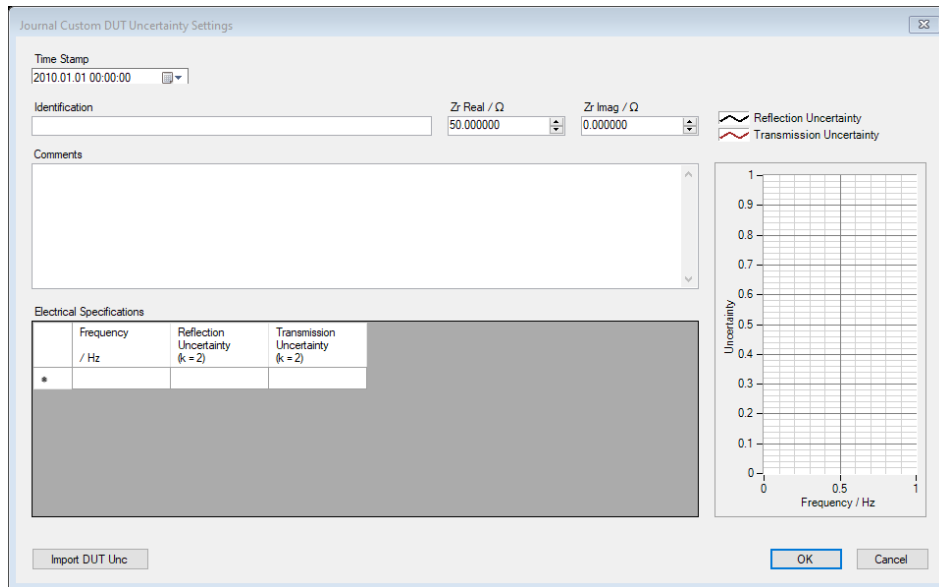 Journal Custom DUT Uncertainty Settings
Time Stamp
2010.01.01 00:00:00
Identification
Zr Real / Ω
Zr Imag / Ω
50.000000
0.000000
Reflection Uncertainty
Transmission Uncertainty
Comments
1
0.9
0.8
0.7
0.6
0.5
0.4
0.3
0.2
0.1
0
Uncertainty
0
0.5
1
Frequency / Hz
Electrical Specifications
Frequency
/ Hz
Reflection
Uncertainty
(k = 2)
Transmission
Uncertainty
(k = 2)
*
Import DUT Unc
OK
Cancel